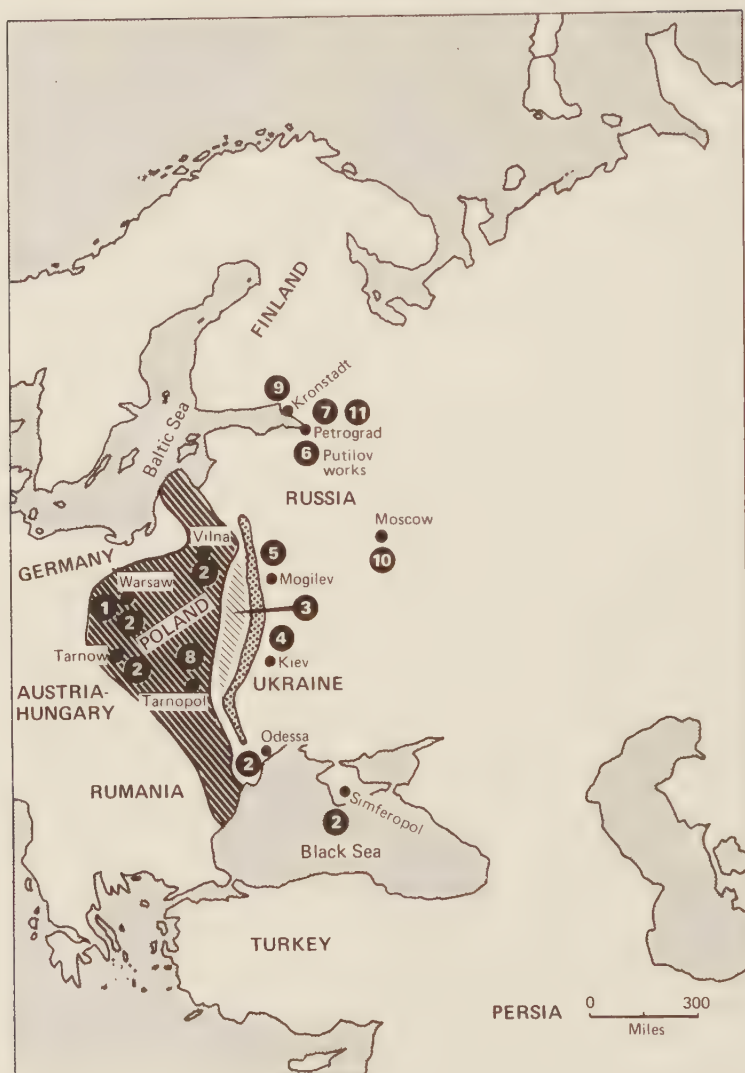 FINLAND
9
Kronstadt
7
11
Baltic Sea
Petrograd
6
Putilov
works
RUSSIA
Moscow
10
Vilna
GERMANY
2
5
Mogilev
Warsaw
1
2
POLAND
3
4
Tarnow
2
8
Kiev
Tarnopol
UKRAINE
AUSTRIA-
HUNGARY
Odessa
2
RUMANIA
Simferopol
2
Black Sea
TURKEY
PERSIA
0 300
Miles